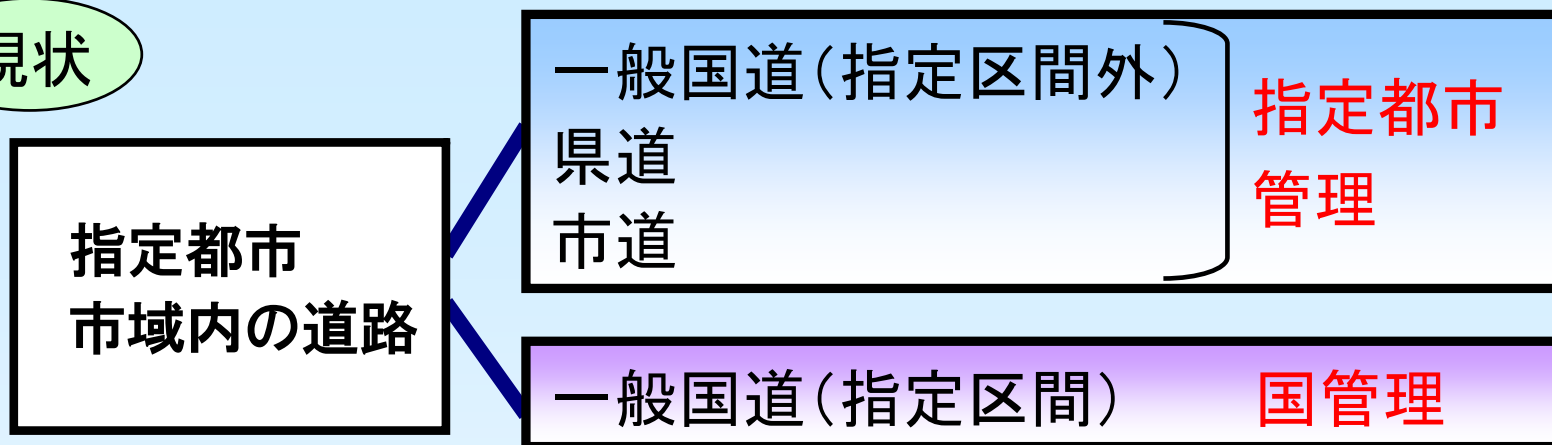 現状
一般国道（指定区間外）
県道
市道
指定都市
管理
指定都市
市域内の道路
一般国道（指定区間）　国管理